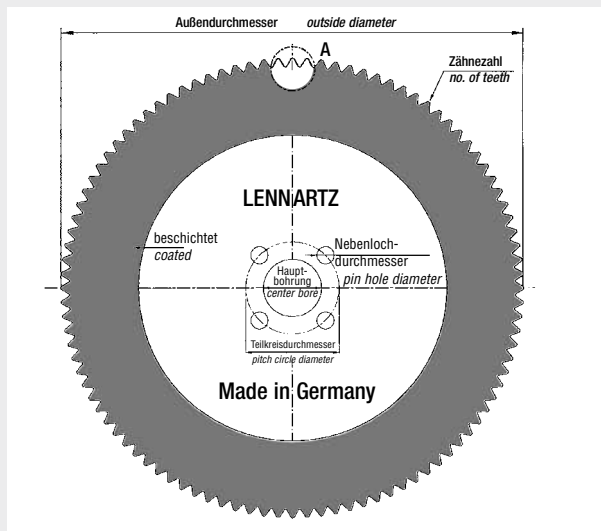 Außendurchmesser outside diameter
A
Zähnezahl
no. of teeth
LENNARTZ
beschichtet
coated
Nebenloch-
durchmesser
pin hole diameter
Haupt-
bohrung
center bore
Teilkreisdurchmesser
pitch circle diameter
Made in Germany